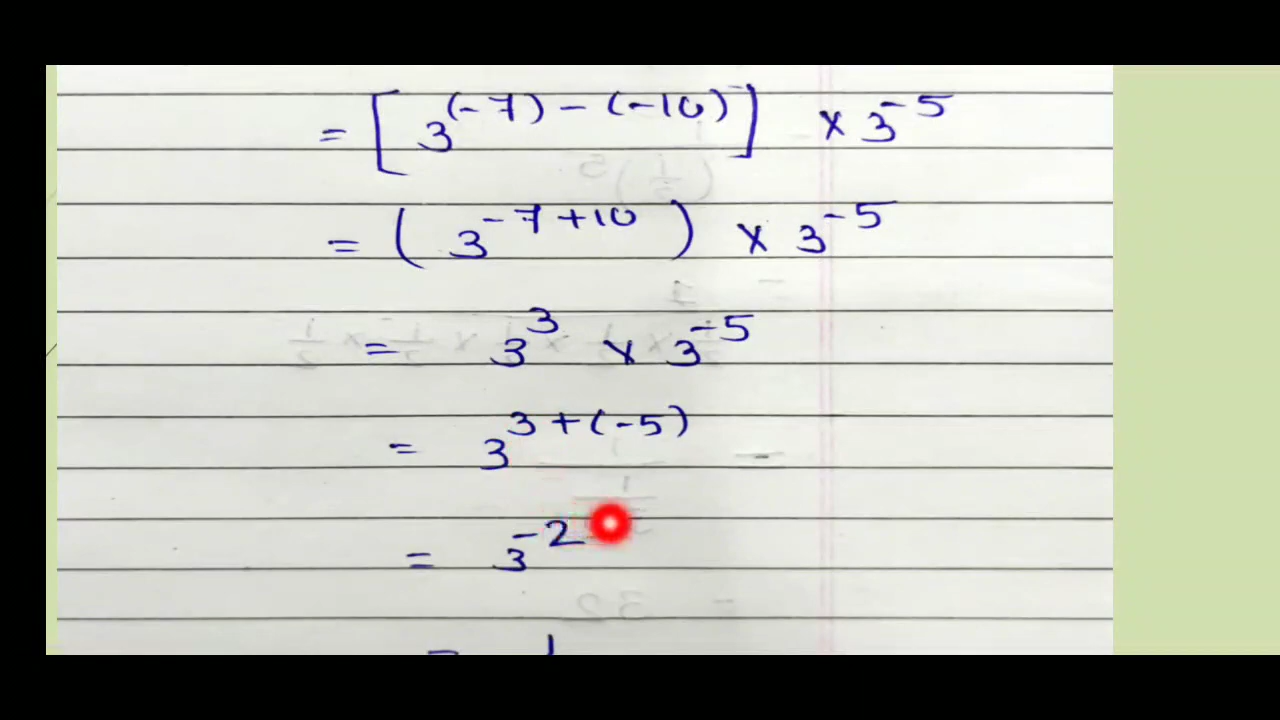 = [3^(-7)-(-10)] × 3^-5
= (3^-7+10) × 3^-5
= 3^3 × 3^-5
= 3^3+(-5)
= 3^-2
= 1